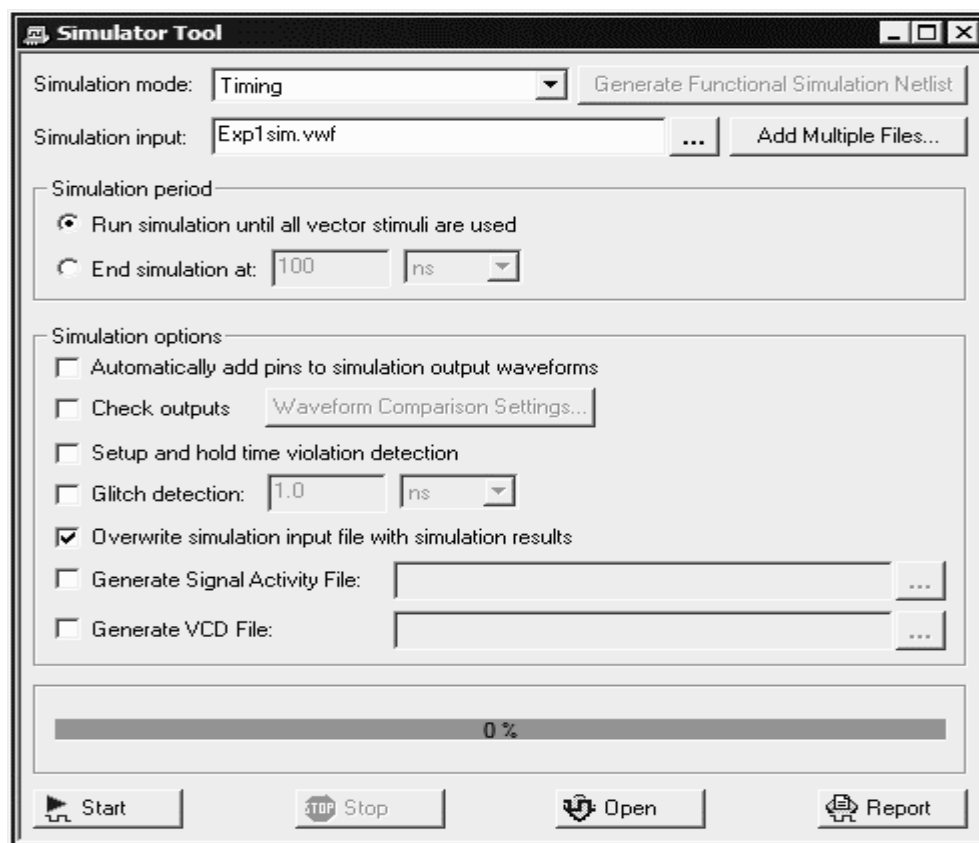 Simulator Tool
Simulation mode: Timing Generate Functional Simulation Netlist
Simulation input: Exp1sim.vwf ... Add Multiple Files...
Simulation period
Run simulation until all vector stimuli are used
End simulation at: 100 ns
Simulation options
Automatically add pins to simulation output waveforms
Check outputs Waveform Comparison Settings...
Setup and hold time violation detection
Glitch detection: 1.0 ns
Overwrite simulation input file with simulation results
Generate Signal Activity File: ...
Generate VCD File: ...
0 %
Start STOP Stop Open Report